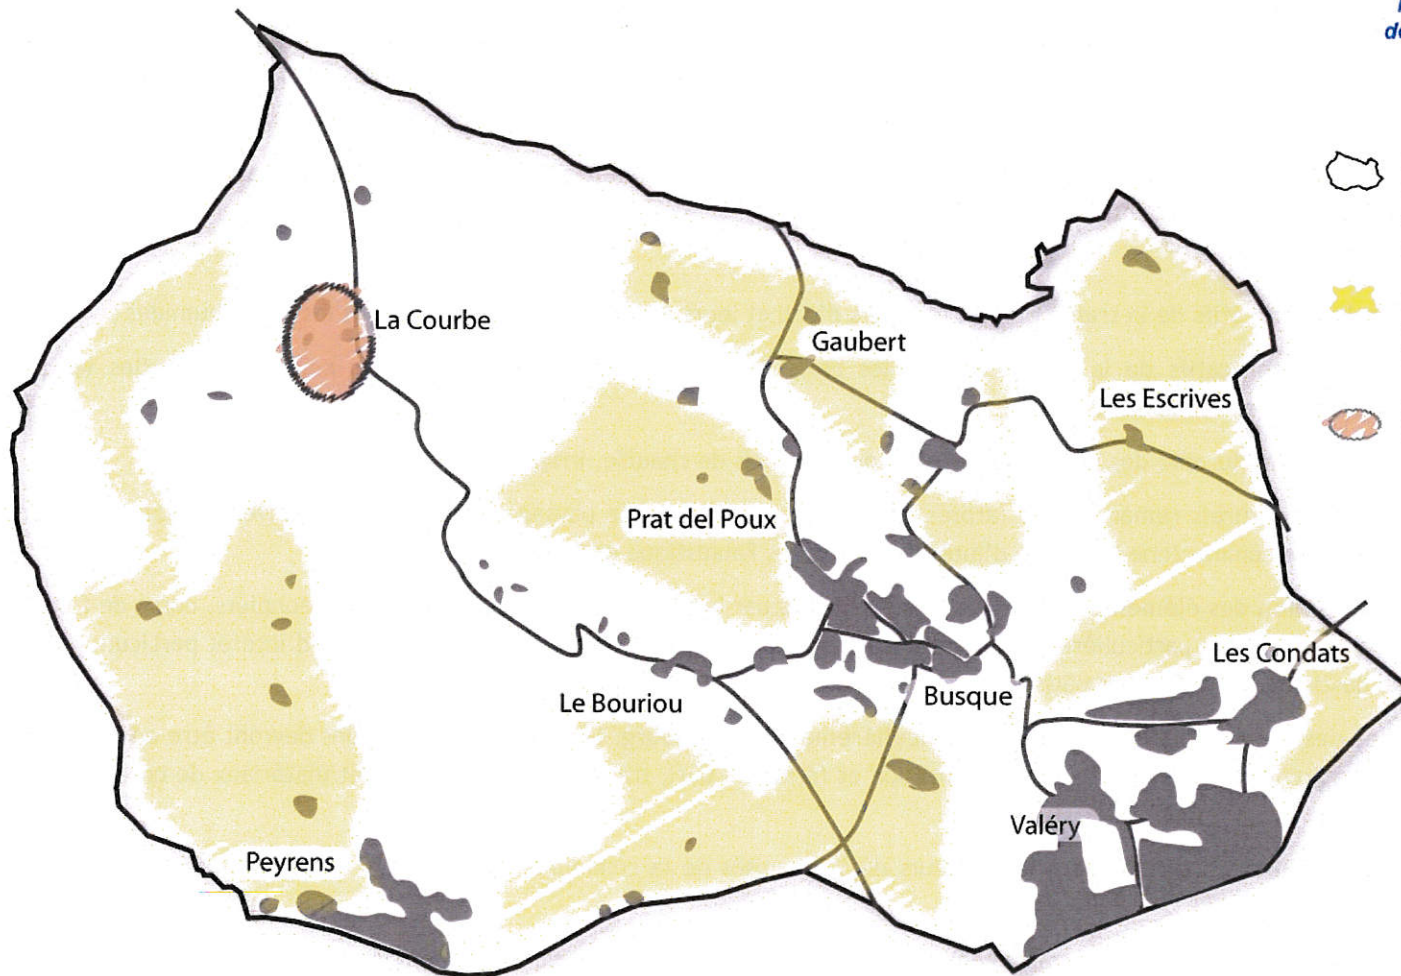 La Courbe
Gaubert
Les Escrives
Prat del Poux
Les Condats
Le Bouriou
Busque
Valéry
Peyrens